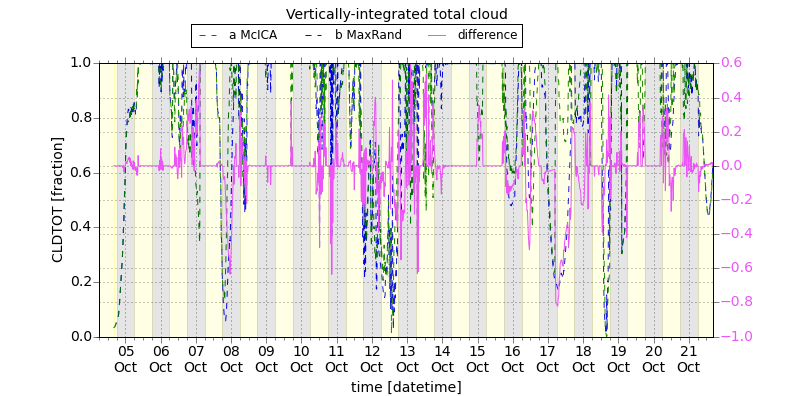 Vertically-integrated total cloud
a McICA b MaxRand difference
1.0
0.8
0.6
0.4
0.2
0.0
CLDTOT [fraction]
0.6
0.4
0.2
0.0
−0.2
−0.4
−0.6
−0.8
−1.0
05 06 07 08 09 10 11 12 13 14 15 16 17 18 19 20 21
Oct Oct Oct Oct Oct Oct Oct Oct Oct Oct Oct Oct Oct Oct Oct Oct Oct
time [datetime]